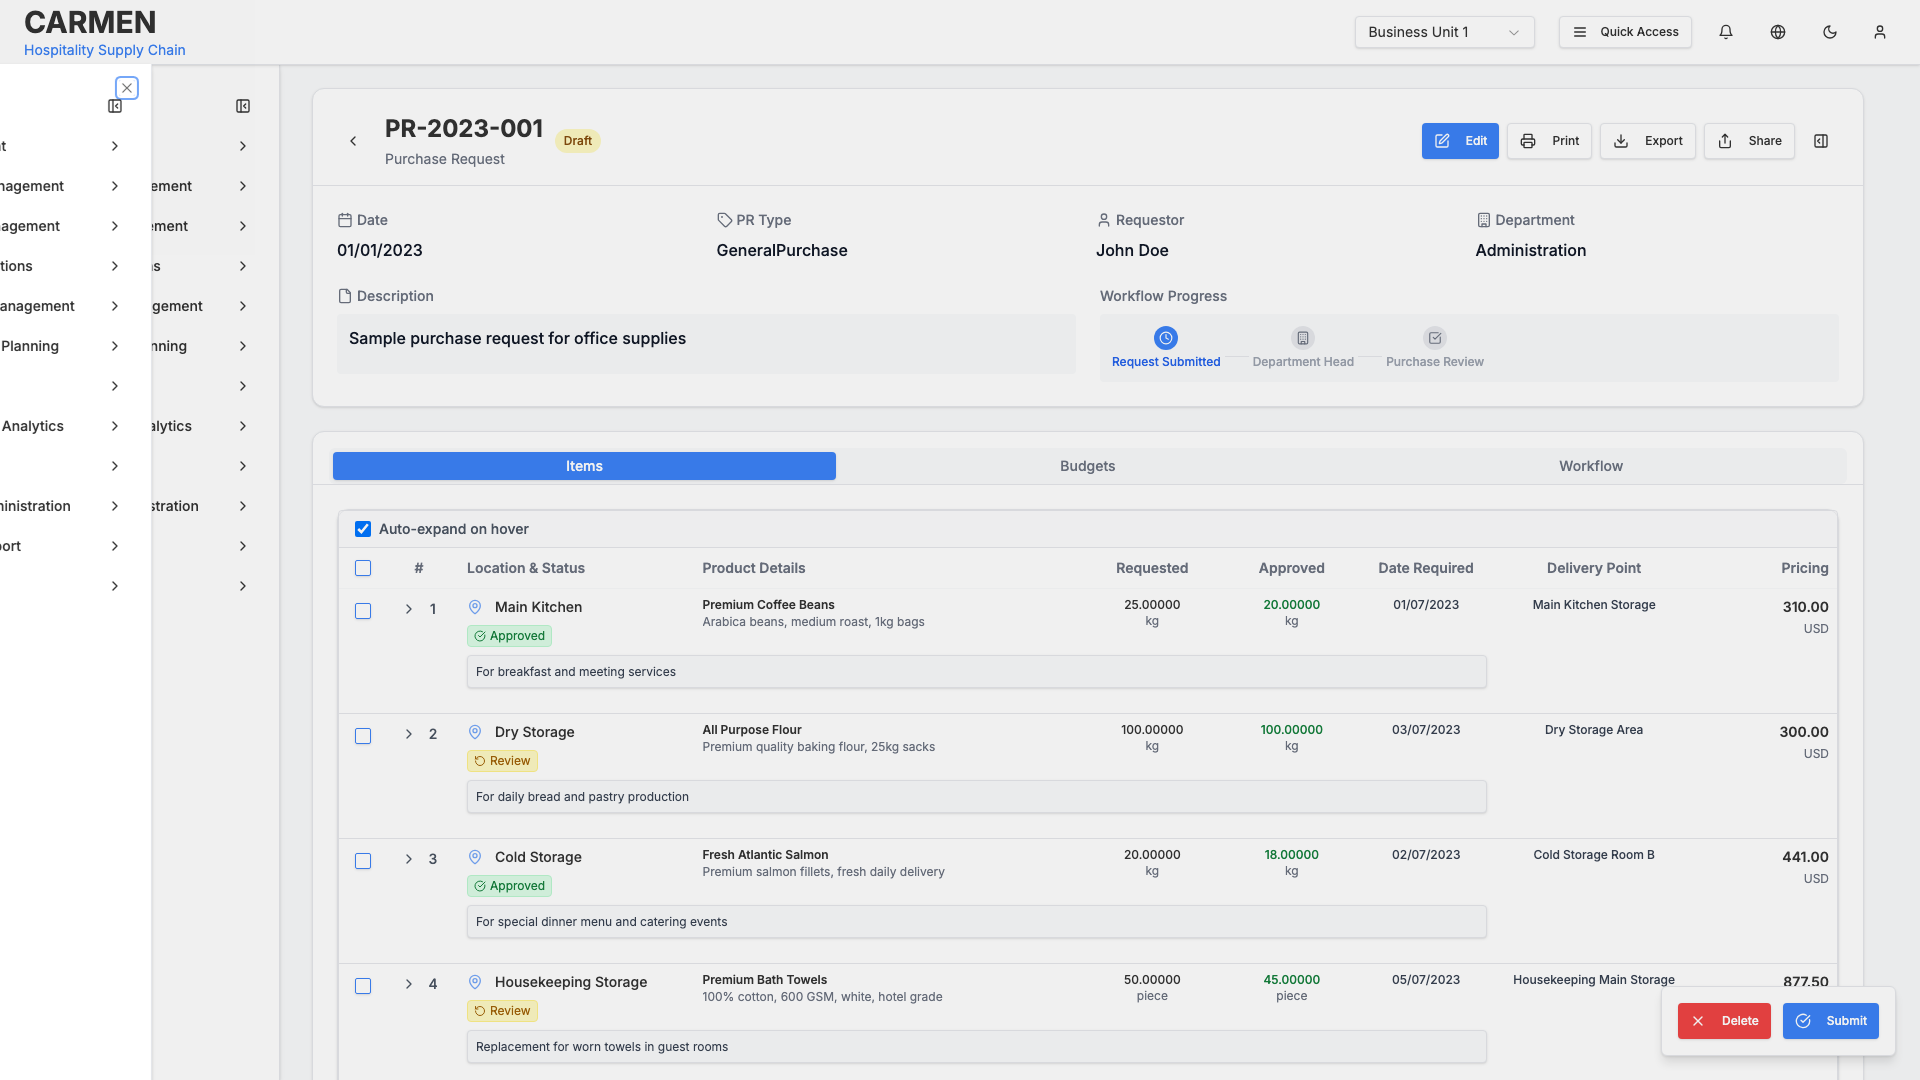 CARMEN
Hospitality Supply Chain
Business Unit 1
Quick Access
t
nagement
ement
agement
ement
tions
s
anagement
gement
Planning
nning
Analytics
alytics
ninistration
stration
port
PR-2023-001
Draft
Purchase Request
Edit
Print
Export
Share
Date
PR Type
Requestor
Department
01/01/2023
GeneralPurchase
John Doe
Administration
Description
Workflow Progress
Sample purchase request for office supplies
Request Submitted
Department Head
Purchase Review
Items
Budgets
Workflow
Auto-expand on hover
# Location & Status Product Details Requested Approved Date Required Delivery Point Pricing
1 Main Kitchen Premium Coffee Beans 25.00000 20.00000 01/07/2023 Main Kitchen Storage 310.00
Arabica beans, medium roast, 1kg bags kg kg USD
Approved
For breakfast and meeting services
2 Dry Storage All Purpose Flour 100.00000 100.00000 03/07/2023 Dry Storage Area 300.00
Premium quality baking flour, 25kg sacks kg kg USD
Review
For daily bread and pastry production
3 Cold Storage Fresh Atlantic Salmon 20.00000 18.00000 02/07/2023 Cold Storage Room B 441.00
Premium salmon fillets, fresh daily delivery kg kg USD
Approved
For special dinner menu and catering events
4 Housekeeping Storage Premium Bath Towels 50.00000 45.00000 05/07/2023 Housekeeping Main Storage 877.50
100% cotton, 600 GSM, white, hotel grade piece piece
Review
Replacement for worn towels in guest rooms
Delete
Submit